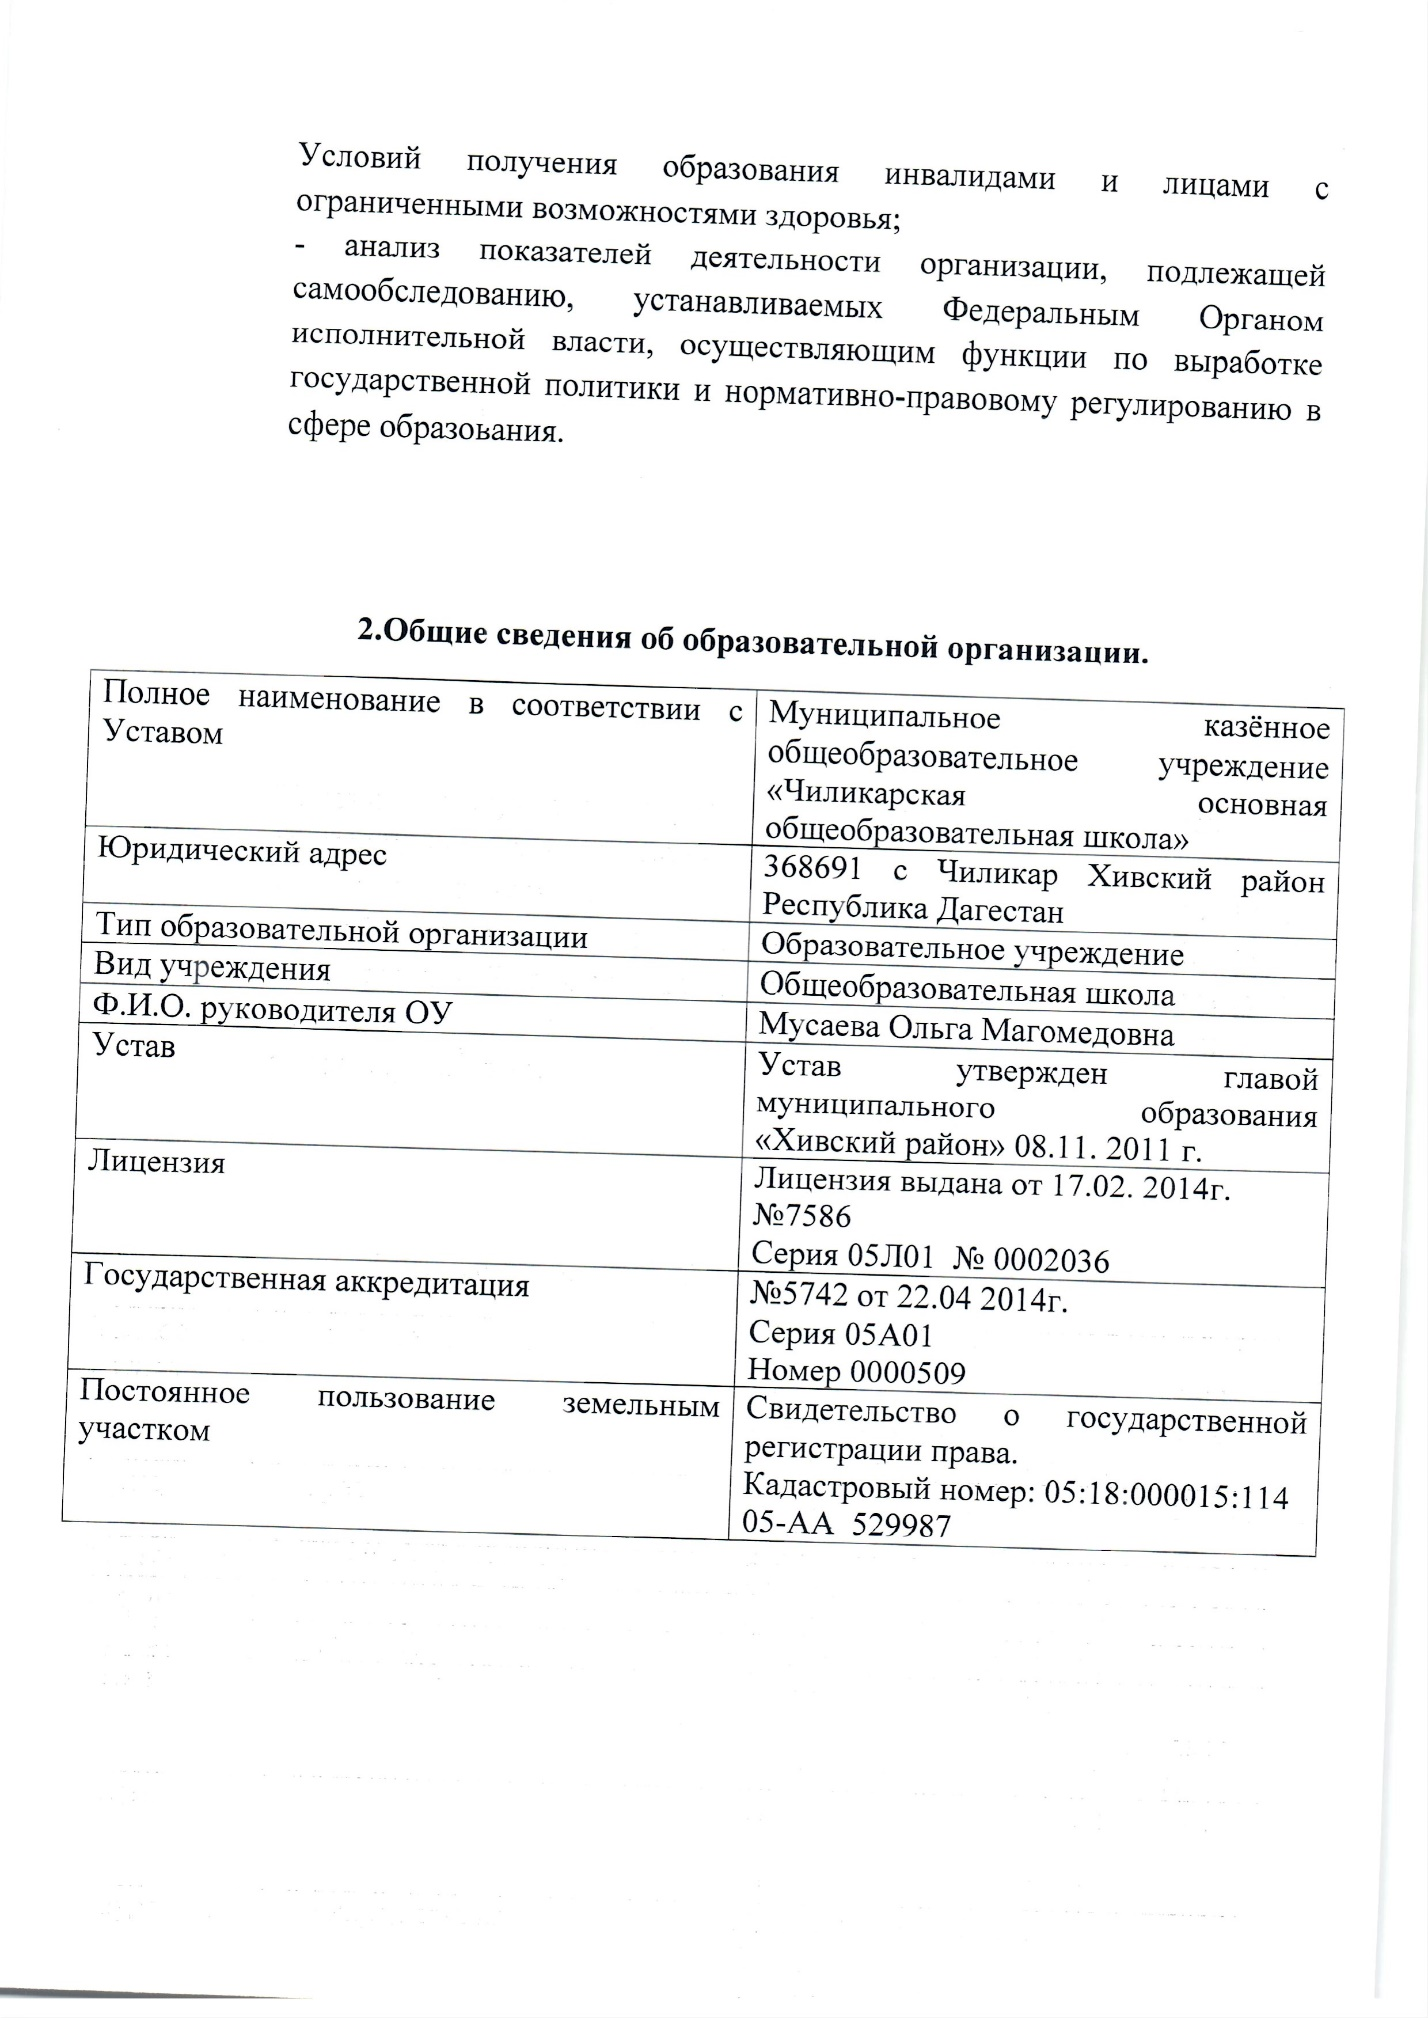 Условий получения образования инвалидами и лицами с
ограниченными возможностями здоровья;
- анализ показателей деятельности организации, подлежащей
самообследованию, устанавливаемых Федеральным Органом
исполнительной власти, осуществляющим функции по выработке
государственной политики и нормативно-правовому регулированию в
сфере образования.
2.Общие сведения об образовательной организации.
Полное наименование в соответствии с
Уставом
Муниципальное казённое
общеобразовательное учреждение
«Чиликарская основная
общеобразовательная школа»
Юридический адрес
368691 с Чиликар Хивский район
Республика Дагестан
Тип образовательной организации
Образовательное учреждение
Вид учреждения
Общеобразовательная школа
Ф.И.О. руководителя ОУ
Мусаева Ольга Магомедовна
Устав
Устав утвержден главой
муниципального образования
«Хивский район» 08.11. 2011 г.
Лицензия
Лицензия выдана от 17.02. 2014г.
№7586
Серия 05Л01 № 0002036
Государственная аккредитация
№5742 от 22.04 2014г.
Серия 05А01
Номер 0000509
Постоянное пользование земельным
участком
Свидетельство о государственной
регистрации права.
Кадастровый номер: 05:18:000015:114
05-АА 529987